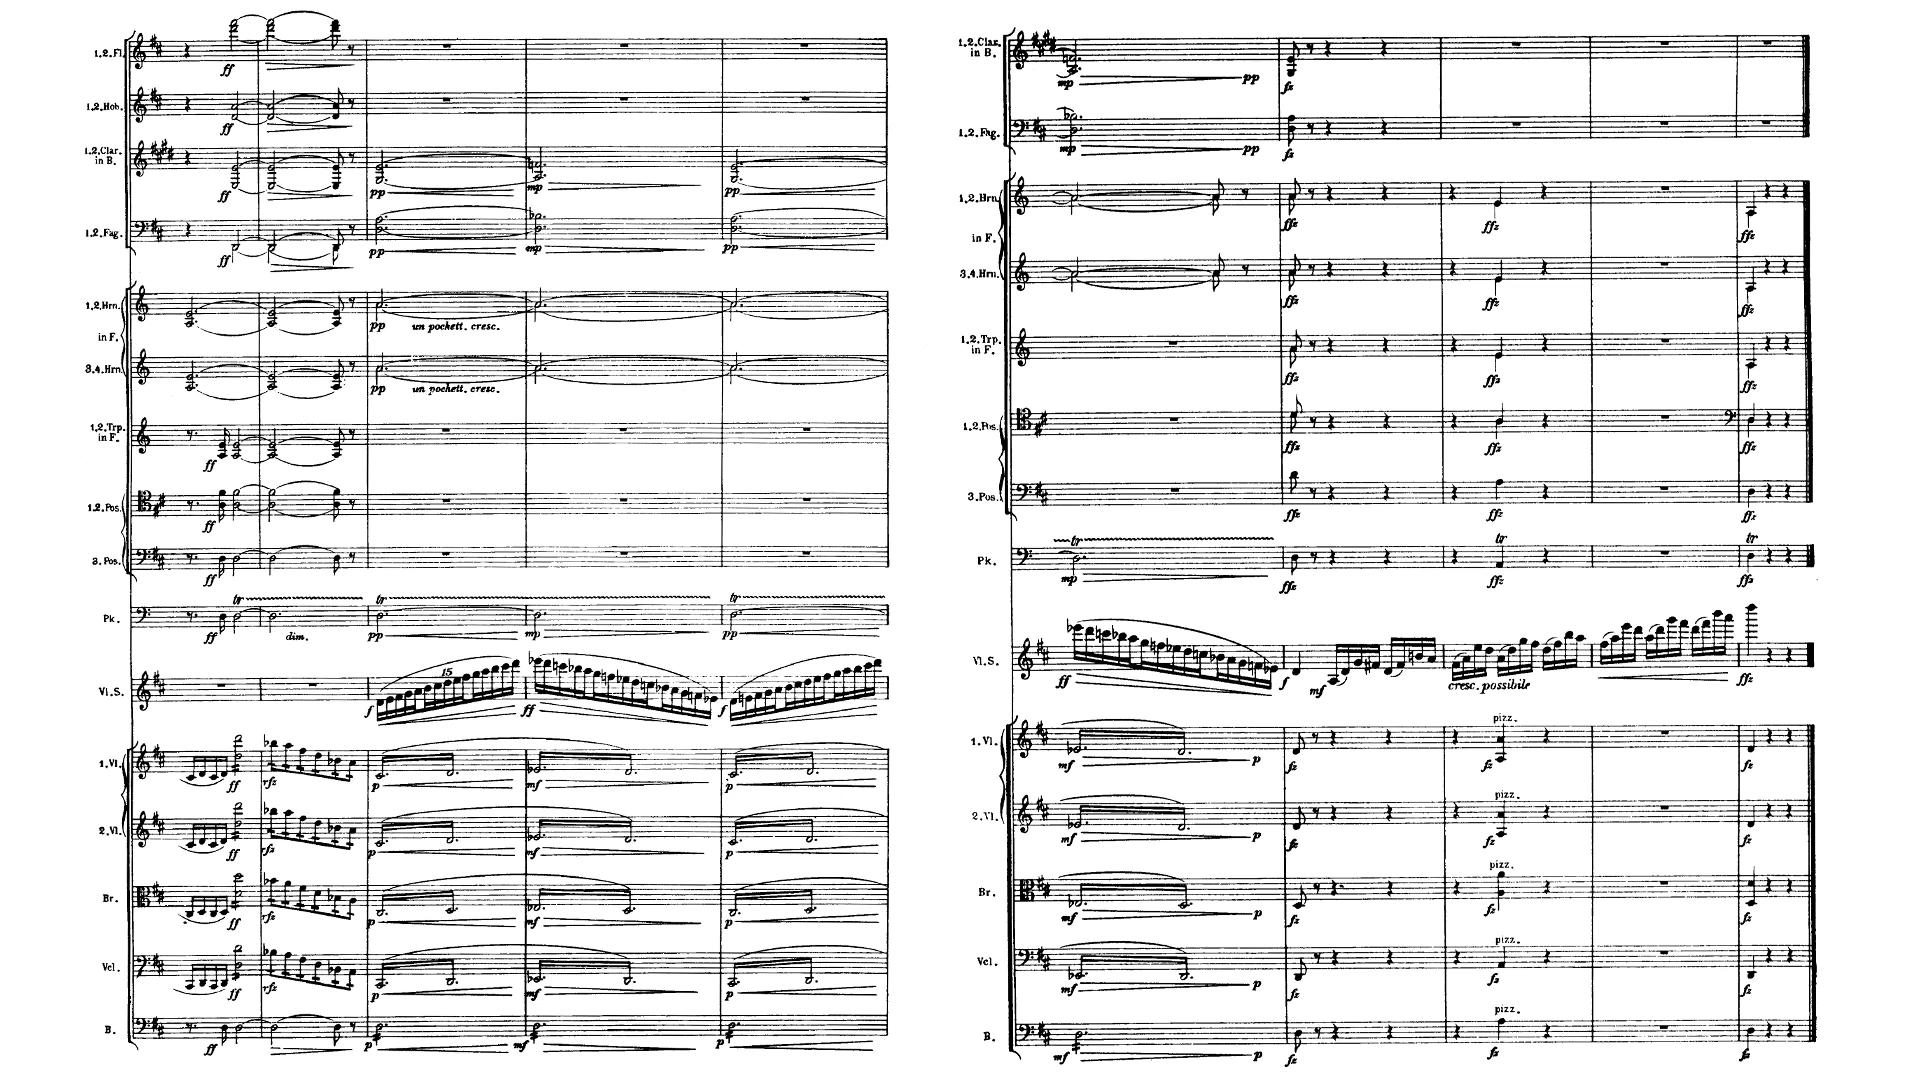 1.2.Fl.
ff
1.2.Hob.
ff
1.2.Clar.
in B.
ff pp mp pp
1.2.Fag.
ff pp mp pp
1.2.Hrn.
pp un pochett. cresc.
in F.
3.4.Hrn.
pp un pochett. cresc.
1.2.Trp.
in F.
ff
1.2.Pos.
ff
3.Pos.
ff
tr tr tr
Pk.
ff dim. pp mp pp
15
Vl.S.
f ff f
1.Vl.
ff rfz p mf p
2.Vl.
ff rfz p mf p
Br.
ff rfz p mf p
Vcl.
ff rfz p mf p
B.
ff p mf p
1.2.Clar.
in B.
mp pp fz
1.2.Fag.
mp pp fz
1.2.Hrn.
ffz ffz ffz
in F.
3.4.Hrn.
ffz ffz ffz
1.2.Trp.
in F.
ffz ffz ffz
1.2.Pos.
ffz ffz ffz
3.Pos.
ffz ffz ffz
tr tr tr
Pk.
mp ffz ffz ffz
Vl.S.
ff f mf cresc. possibile ffz
pizz.
1.Vl.
mf p fz fz fz
pizz.
2.Vl.
mf p fz fz fz
pizz.
Br.
mf p fz fz fz
pizz.
Vcl.
mf p fz fz fz
pizz.
B.
mf p fz fz fz